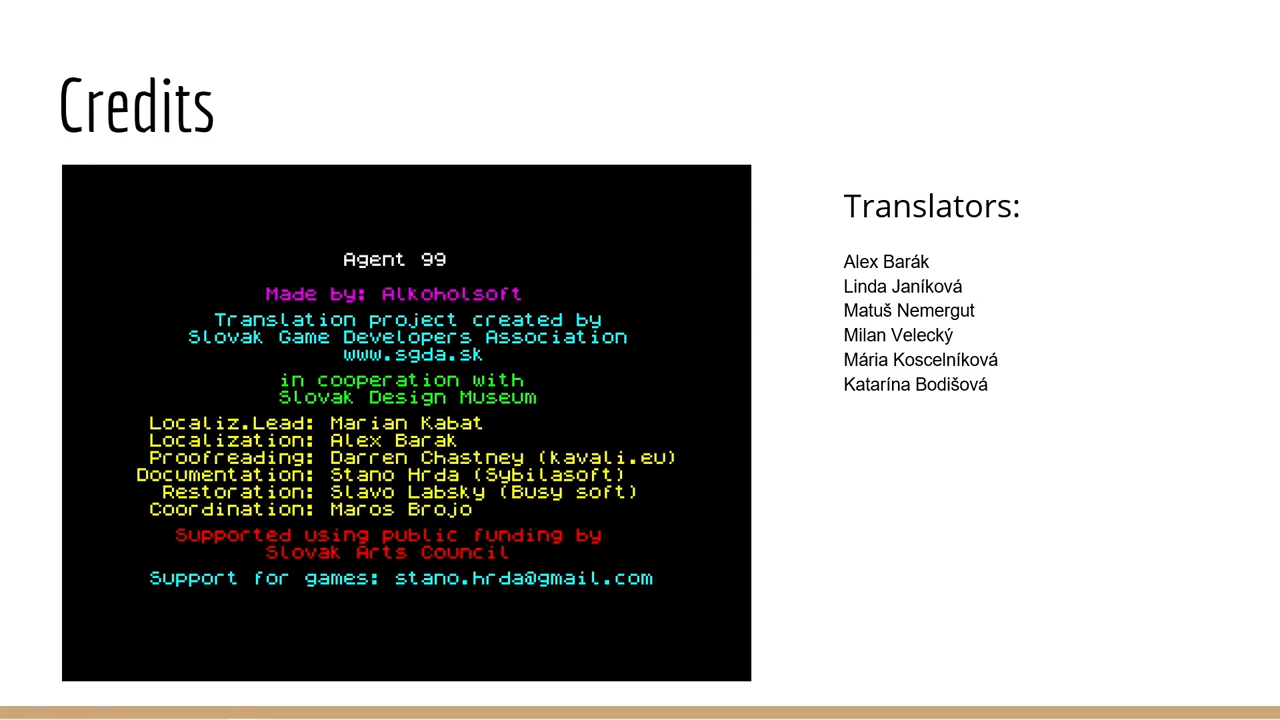 Credits
Agent 99
Made by: Alkoholsoft
Translation project created by
Slovak Game Developers Association
www.sgda.sk
in cooperation with
Slovak Design Museum
Localiz.Lead: Marian Kabat
Localization: Alex Barak
Proofreading: Darren Chastney (kavali.eu)
Documentation: Stano Hrda (Sybilasoft)
Restoration: Slavo Labsky (Busy soft)
Coordination: Maros Brojo
Supported using public funding by
Slovak Arts Council
Support for games: stano.hrda@gmail.com
Translators:
Alex Barák
Linda Janíková
Matuš Nemergut
Milan Velecký
Mária Koscelníková
Katarína Bodišová